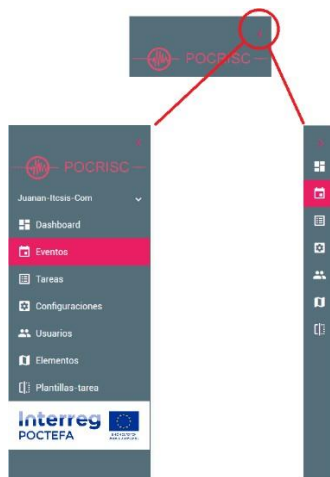 POCRISC
POCRISC
Juanan-Itcsis-Com
Dashboard
Eventos
Tareas
Configuraciones
Usuarios
Elementos
Plantillas-tarea
Interreg
POCTEFA